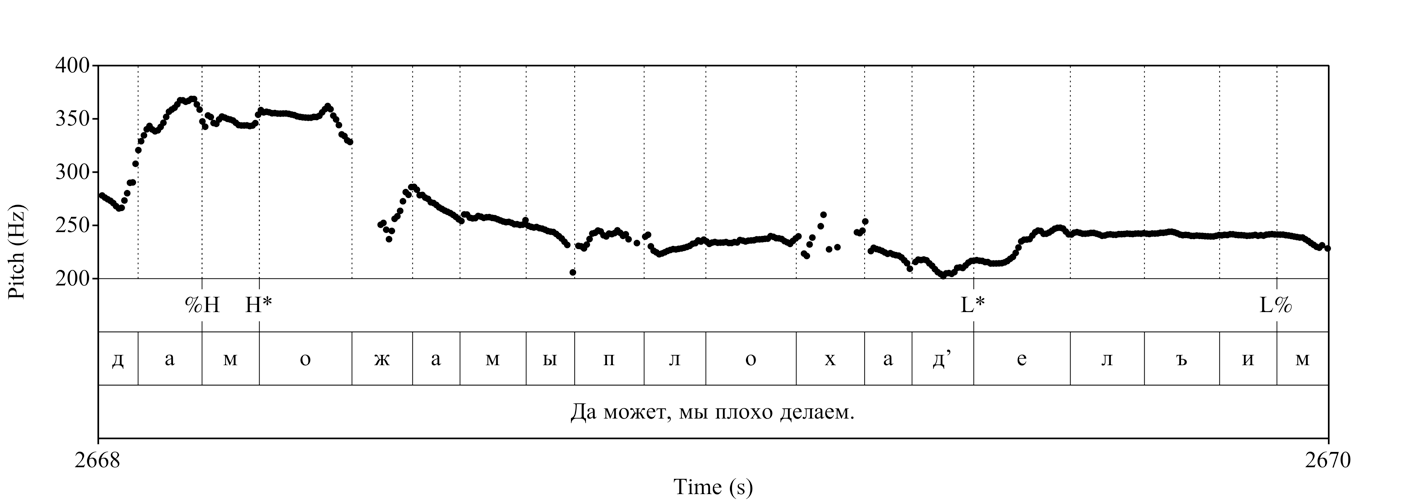 400
350
300
250
200
Pitch (Hz)
%H H* L* L%
д а м о ж а м ы п л о х а д’ е л ъ и м
Да может, мы плохо делаем.
2668 2670
Time (s)